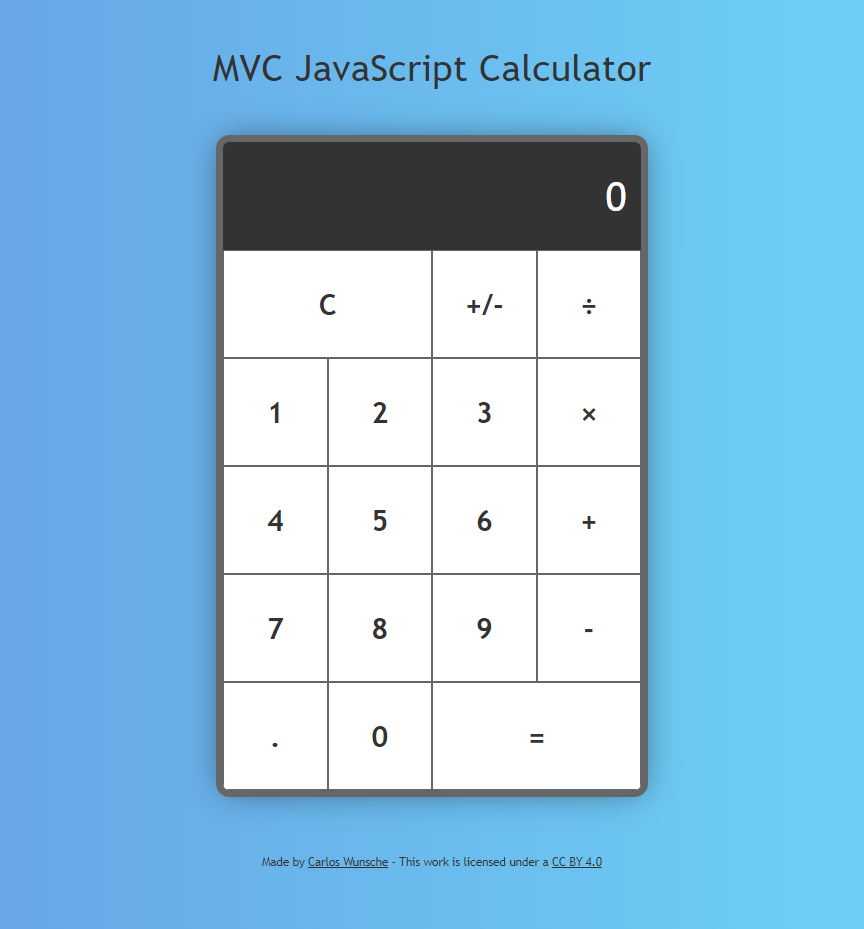 MVC JavaScript Calculator
0
C +/- ÷
1 2 3 ×
4 5 6 +
7 8 9 -
. 0 =
Made by Carlos Wunsche - This work is licensed under a CC BY 4.0